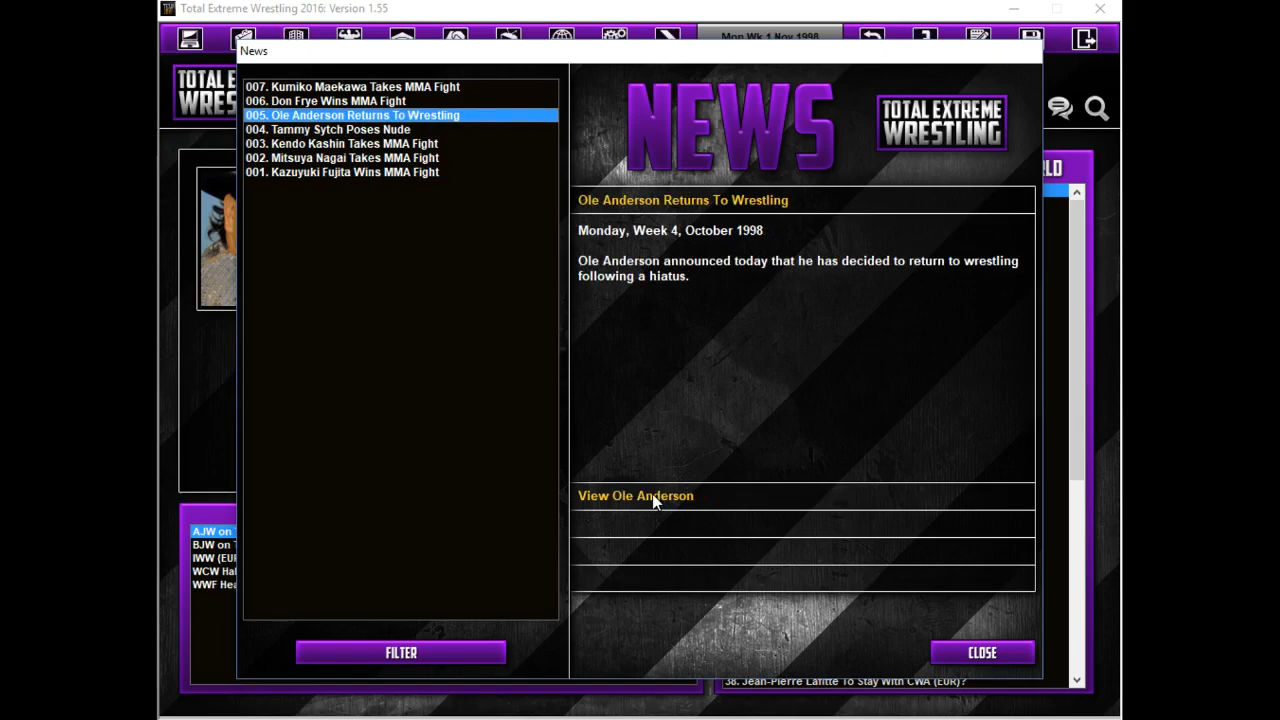 Total Extreme Wrestling 2016: Version 1.55
Mon Wk 1 Nov 1998
News
TOTAL E
WRES
007. Kumiko Maekawa Takes MMA Fight
006. Don Frye Wins MMA Fight
005. Ole Anderson Returns To Wrestling
004. Tammy Sytch Poses Nude
003. Kendo Kashin Takes MMA Fight
002. Mitsuya Nagai Takes MMA Fight
001. Kazuyuki Fujita Wins MMA Fight
NEWS
TOTAL EXTREME
WRESTLING
LD
Ole Anderson Returns To Wrestling
Monday, Week 4, October 1998
Ole Anderson announced today that he has decided to return to wrestling
following a hiatus.
View Ole Anderson
AJW on T
BJW on T
IWW (EUR
WCW Hal
WWF Hea
FILTER
CLOSE
38. Jean-Pierre Lafitte To Stay With CWA (EUR)?